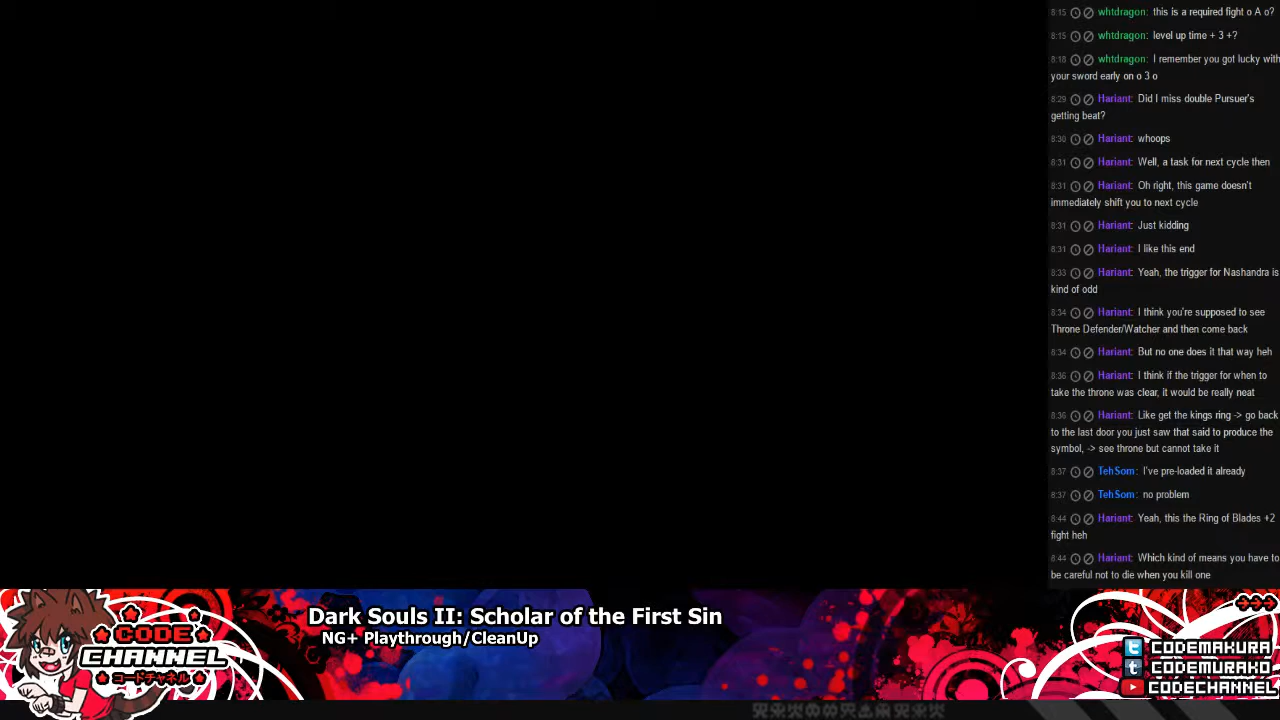 8:15 whtdragon: this is a required fight o A o?
8:15 whtdragon: level up time + 3 +?
8:18 whtdragon: I remember you got lucky with
your sword early on o 3 o
8:29 Hariant: Did I miss double Pursuer's
getting beat?
8:30 Hariant: whoops
8:31 Hariant: Well, a task for next cycle then
8:31 Hariant: Oh right, this game doesn't
immediately shift you to next cycle
8:31 Hariant: Just kidding
8:31 Hariant: I like this end
8:33 Hariant: Yeah, the trigger for Nashandra is
kind of odd
8:34 Hariant: I think you're supposed to see
Throne Defender/Watcher and then come back
8:34 Hariant: But no one does it that way heh
8:36 Hariant: I think if the trigger for when to
take the throne was clear, it would be really neat
8:36 Hariant: Like get the kings ring -> go back
to the last door you just saw that said to produce the
symbol, -> see throne but cannot take it
8:37 TehSom: I've pre-loaded it already
8:37 TehSom: no problem
8:44 Hariant: Yeah, this the Ring of Blades +2
fight heh
8:44 Hariant: Which kind of means you have to
be careful not to die when you kill one
Dark Souls II: Scholar of the First Sin
NG+ Playthrough/CleanUp
CODE
CHANNEL
コードチャンネル
CODEMAKURA
CODEMURAKO
CODECHANNEL